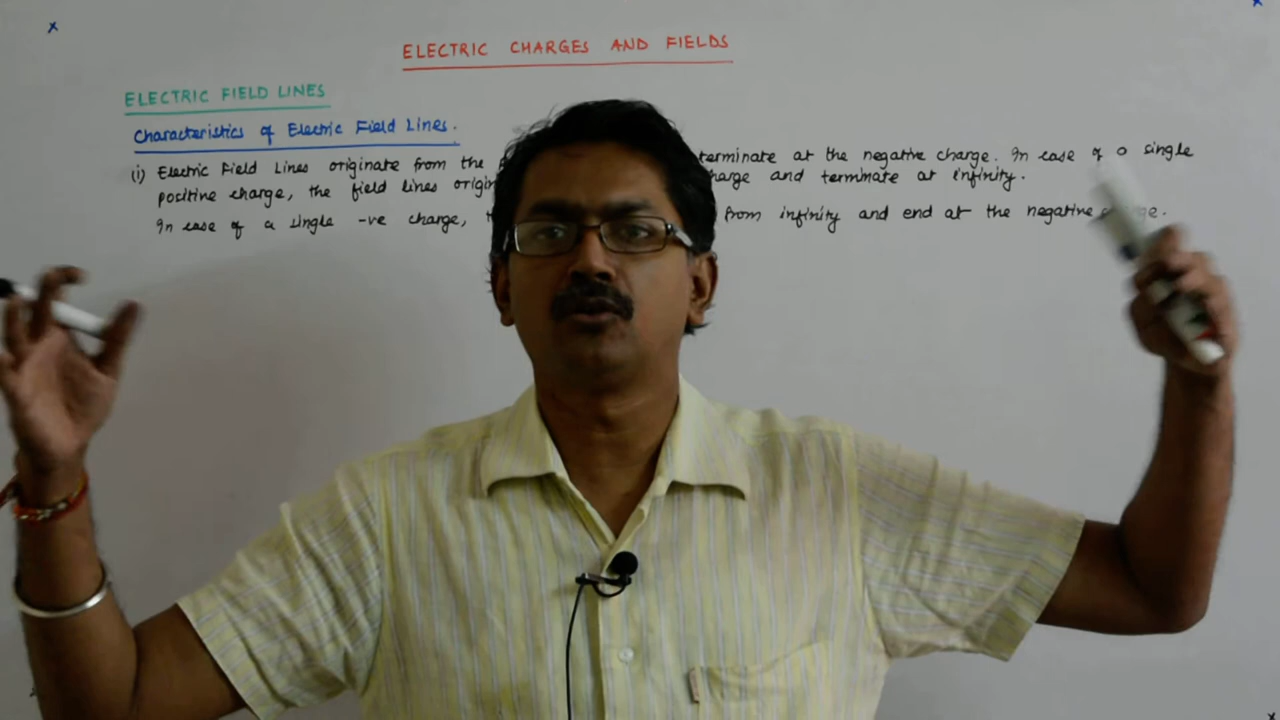 ELECTRIC CHARGES AND FIELDS
ELECTRIC FIELD LINES
Characteristics of Electric Field Lines.
(i) Electric Field Lines originate from the terminate at the negative charge. In case of a single
positive charge, the field lines and terminate at infinity.
In case of a single -ve charge, from infinity and end at the negative